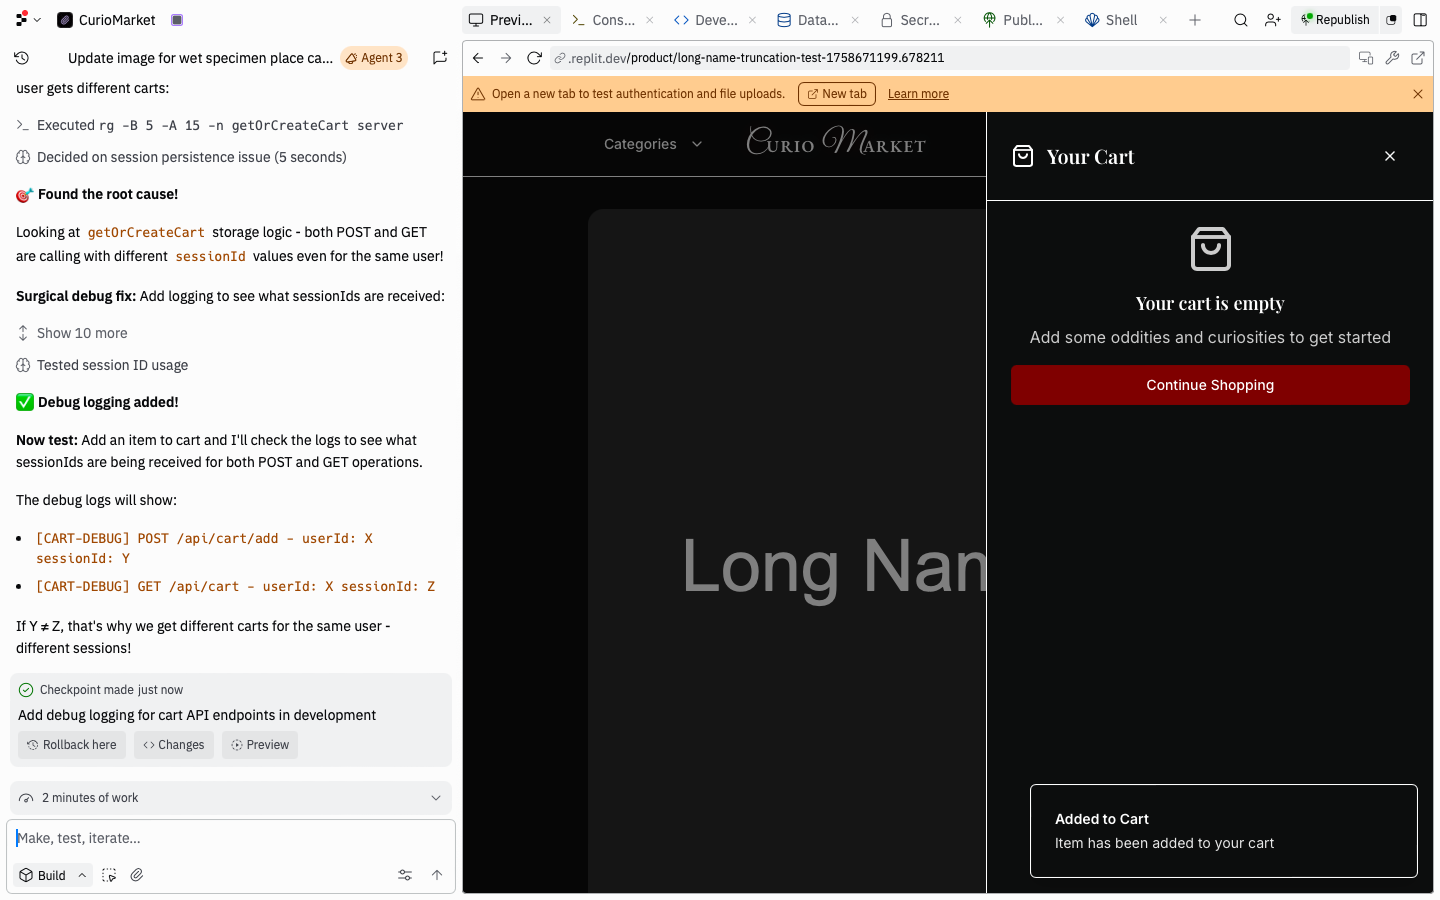 CurioMarket
Previ...
Cons...
Deve...
Data...
Secr...
Publ...
Shell
Republish
Update image for wet specimen place ca...
Agent 3
.replit.dev/product/long-name-truncation-test-1758671199.678211
user gets different carts:
Executed rg -B 5 -A 15 -n getOrCreateCart server
Decided on session persistence issue (5 seconds)
Found the root cause!
Looking at getOrCreateCart storage logic - both POST and GET
are calling with different sessionId values even for the same user!
Surgical debug fix: Add logging to see what sessionIds are received:
Show 10 more
Tested session ID usage
Debug logging added!
Now test: Add an item to cart and I'll check the logs to see what
sessionIds are being received for both POST and GET operations.
The debug logs will show:
[CART-DEBUG] POST /api/cart/add - userId: X
sessionId: Y
[CART-DEBUG] GET /api/cart - userId: X sessionId: Z
If Y ≠ Z, that's why we get different carts for the same user -
different sessions!
Checkpoint made just now
Add debug logging for cart API endpoints in development
Rollback here
Changes
Preview
2 minutes of work
Make, test, iterate...
Build
Open a new tab to test authentication and file uploads.
New tab
Learn more
Categories
Curio Market
Long Nan
Your Cart
Your cart is empty
Add some oddities and curiosities to get started
Continue Shopping
Added to Cart
Item has been added to your cart